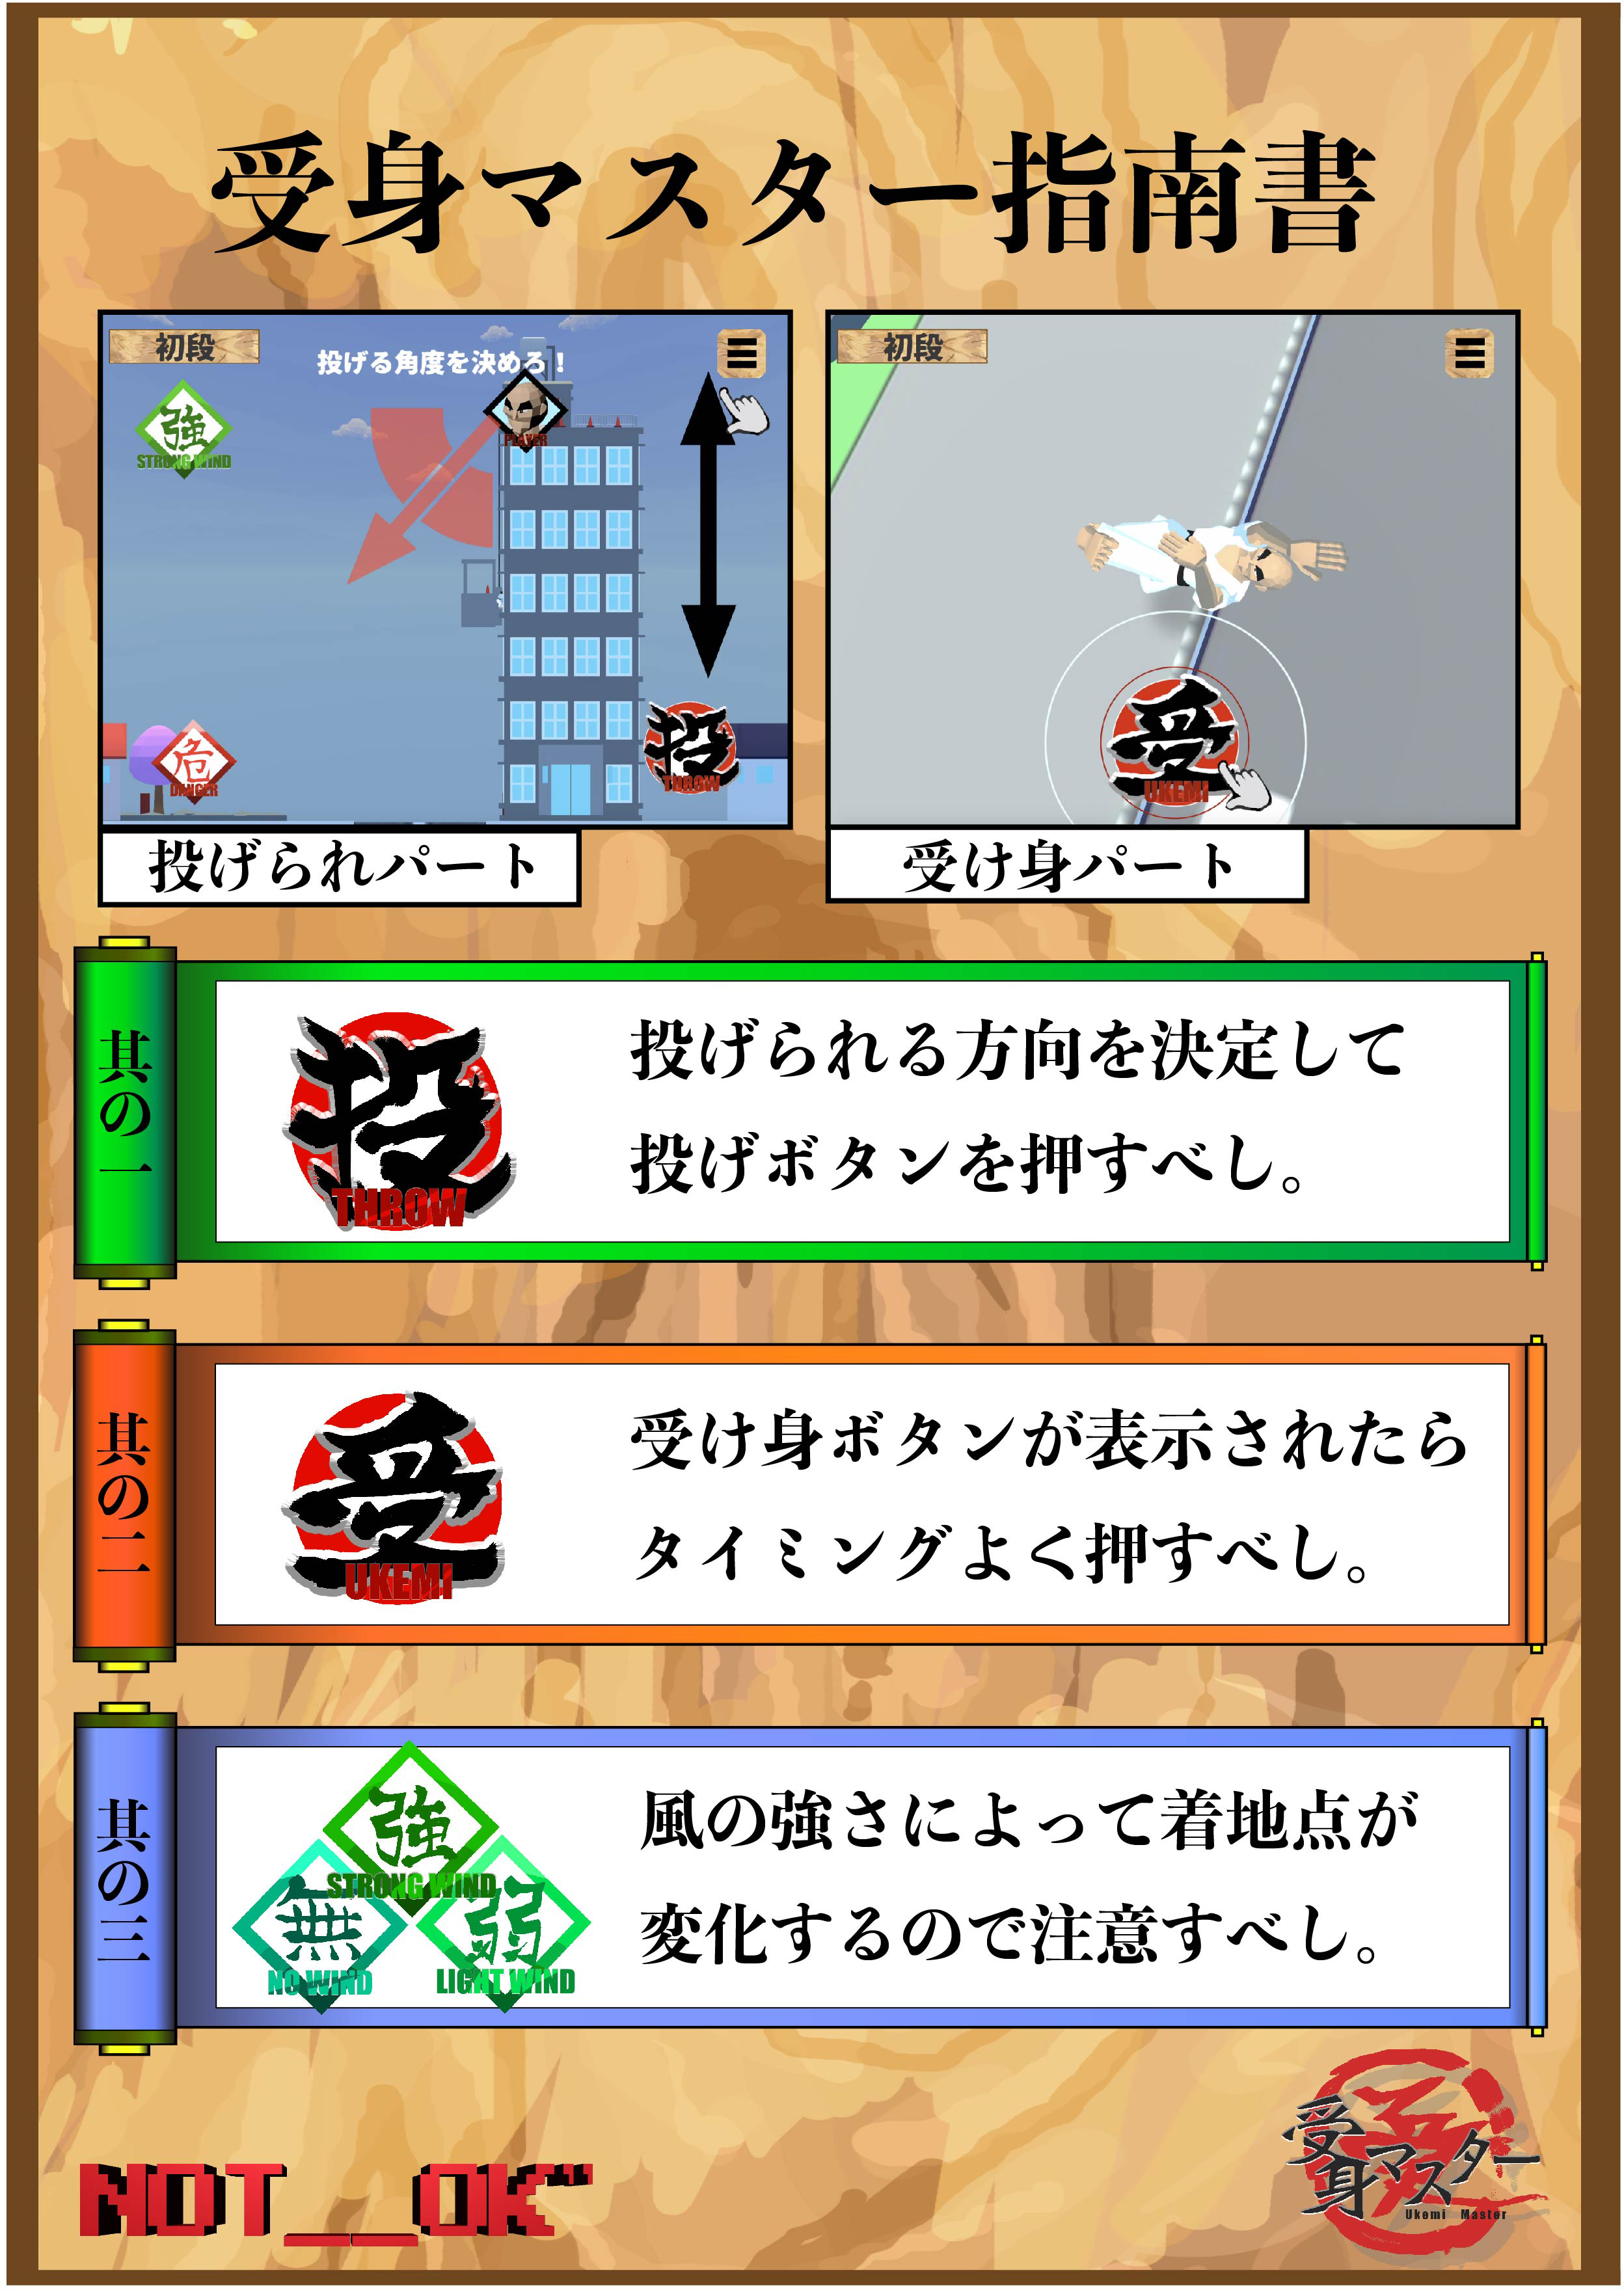 受身マスター指南書
初段
投げる角度を決めろ！
強
STRONG WIND
PLAYER
危
DANGER
投
THROW
投げられパート
初段
受
UKEMI
受け身パート
其の一
投
THROW
投げられる方向を決定して
投げボタンを押すべし。
其の二
受
UKEMI
受け身ボタンが表示されたら
タイミングよく押すべし。
其の三
強
STRONG WIND
無
NO WIND
弱
LIGHT WIND
風の強さによって着地点が
変化するので注意すべし。
NOT__OK
受
受身マスター
Ukemi Master